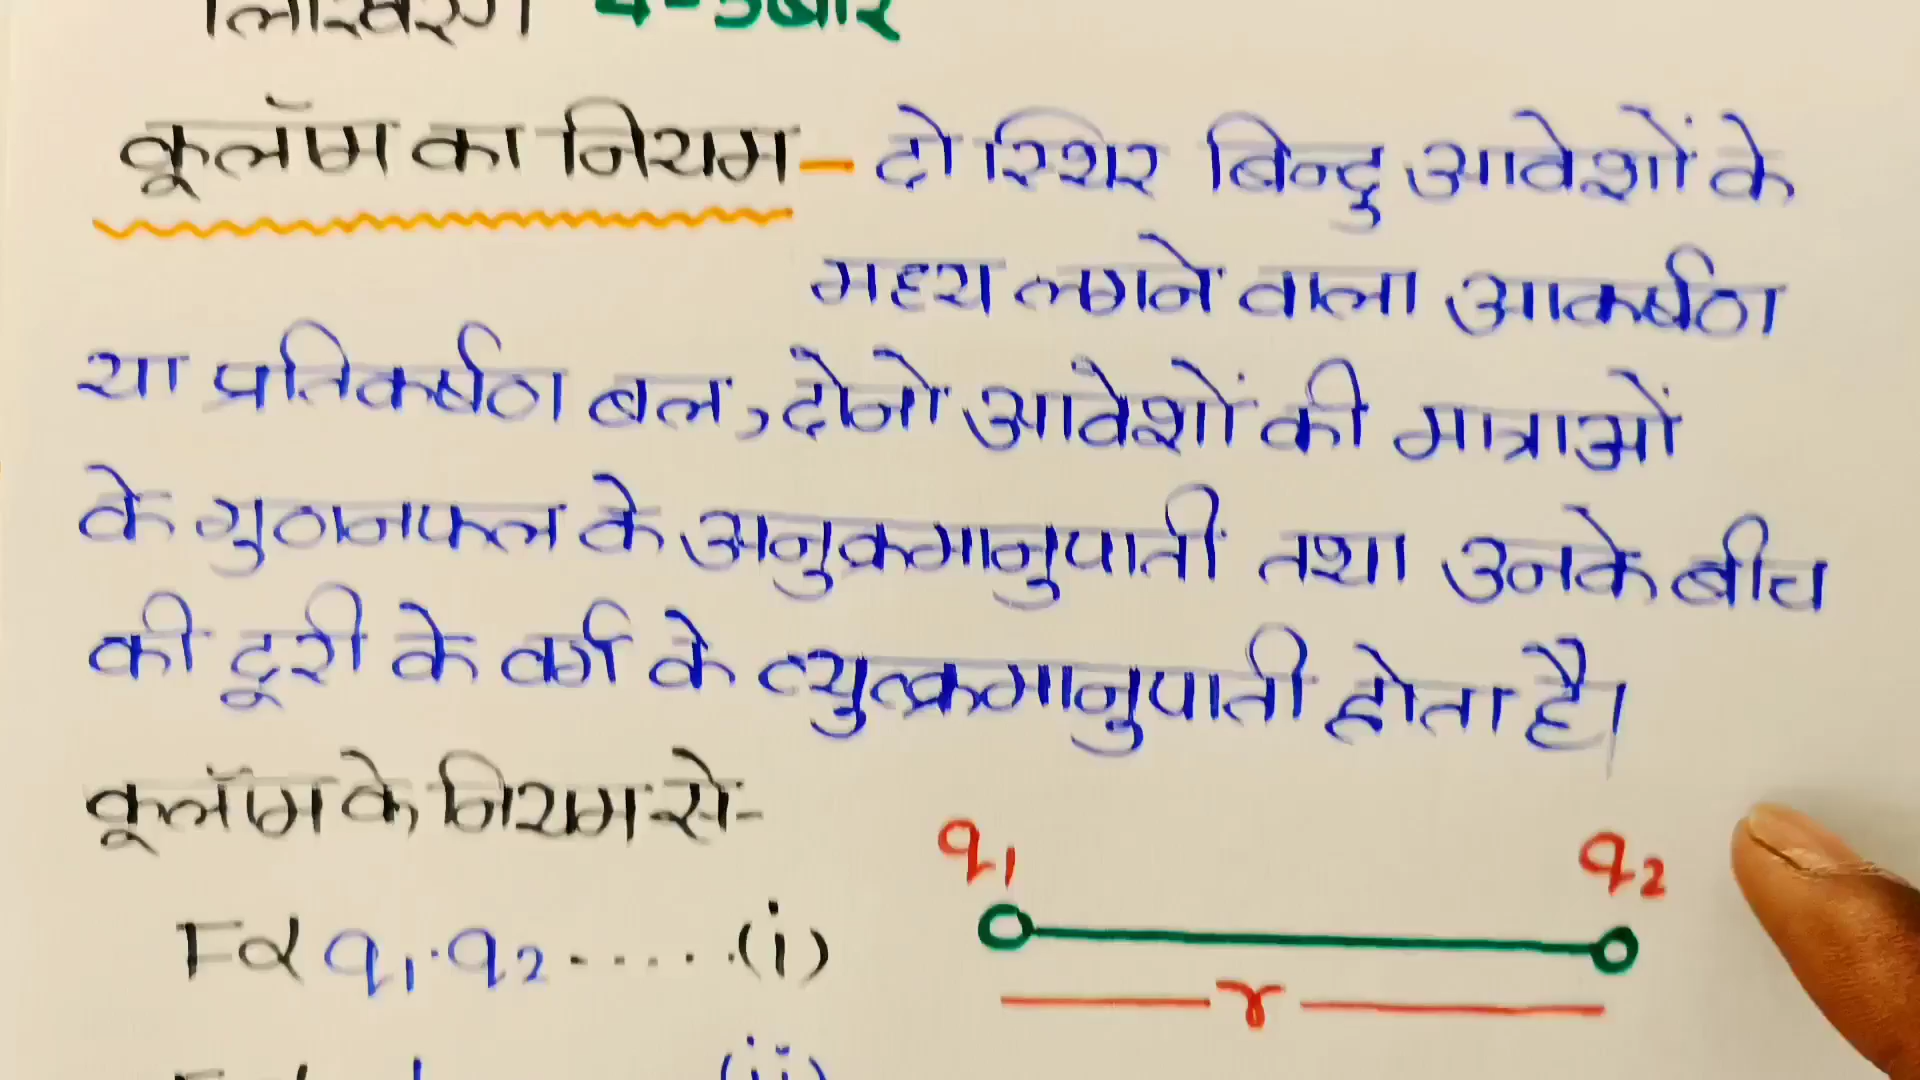 लिखिए।
कूलॉम का नियम - दो स्थिर बिन्दु आवेशों के
मध्य लगने वाला आकर्षण
या प्रतिकर्षण बल, दोनो आवेशों की मात्राओं
के गुणनफल के अनुक्रमानुपाती तथा उनके बीच
की दूरी के वर्ग के व्युत्क्रमानुपाती होता है।
कूलॉम के नियम से-
q1 q2
F α q1·q2 ......(i)
r
(ii)